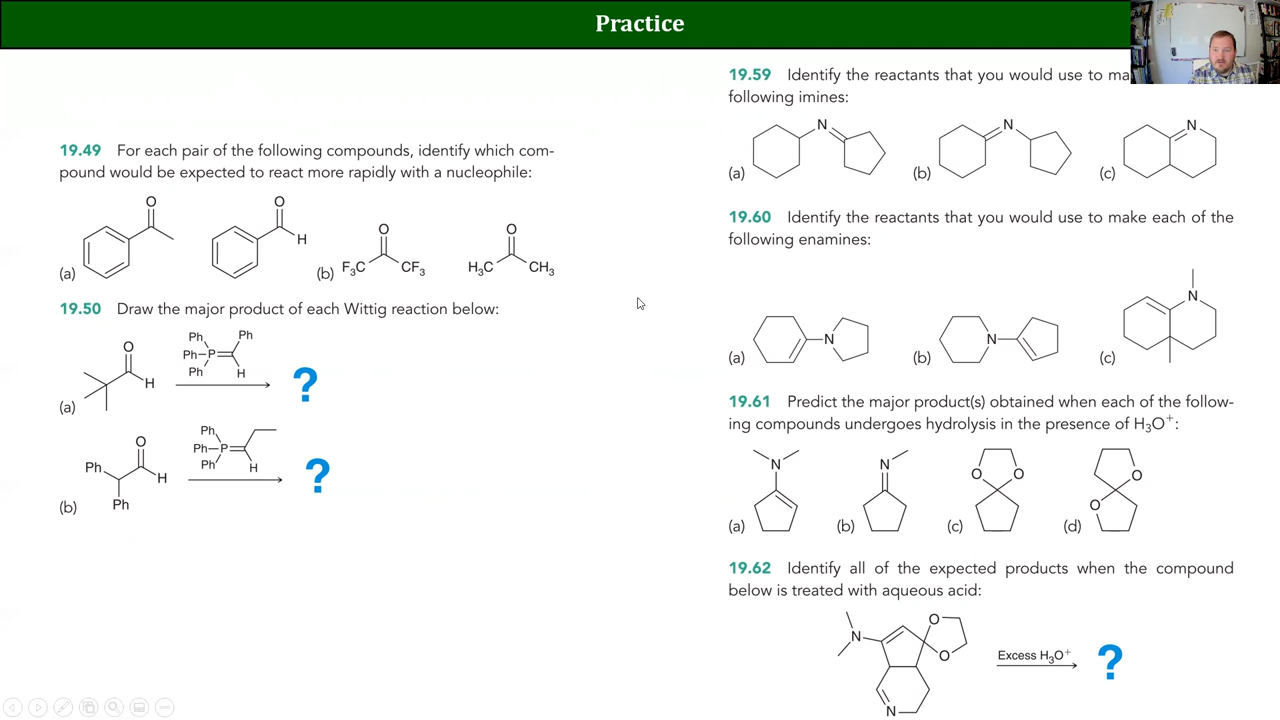 Practice
19.49 For each pair of the following compounds, identify which com-
pound would be expected to react more rapidly with a nucleophile:
O
O
H
(a)
O
F3C CF3
O
H3C CH3
(b)
19.50 Draw the major product of each Wittig reaction below:
O
H
Ph
Ph
Ph—P
Ph H
?
(a)
O
Ph
H
Ph
Ph
Ph—P
Ph H
?
(b)
19.59 Identify the reactants that you would use to ma
following imines:
N
(a)
N
(b)
N
(c)
19.60 Identify the reactants that you would use to make each of the
following enamines:
N
(a)
N
(b)
N
(c)
19.61 Predict the major product(s) obtained when each of the follow-
ing compounds undergoes hydrolysis in the presence of H3O+:
N
(a)
N
(b)
O O
(c)
O
O
(d)
19.62 Identify all of the expected products when the compound
below is treated with aqueous acid:
N
O
O
N
Excess H3O+
?